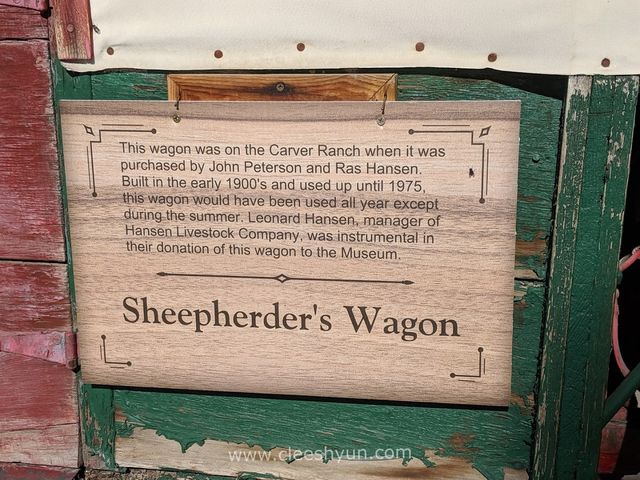 This wagon was on the Carver Ranch when it was
purchased by John Peterson and Ras Hansen.
Built in the early 1900's and used up until 1975,
this wagon would have been used all year except
during the summer. Leonard Hansen, manager of
Hansen Livestock Company, was instrumental in
their donation of this wagon to the Museum.
Sheepherder's Wagon
www.cleeshyun.com